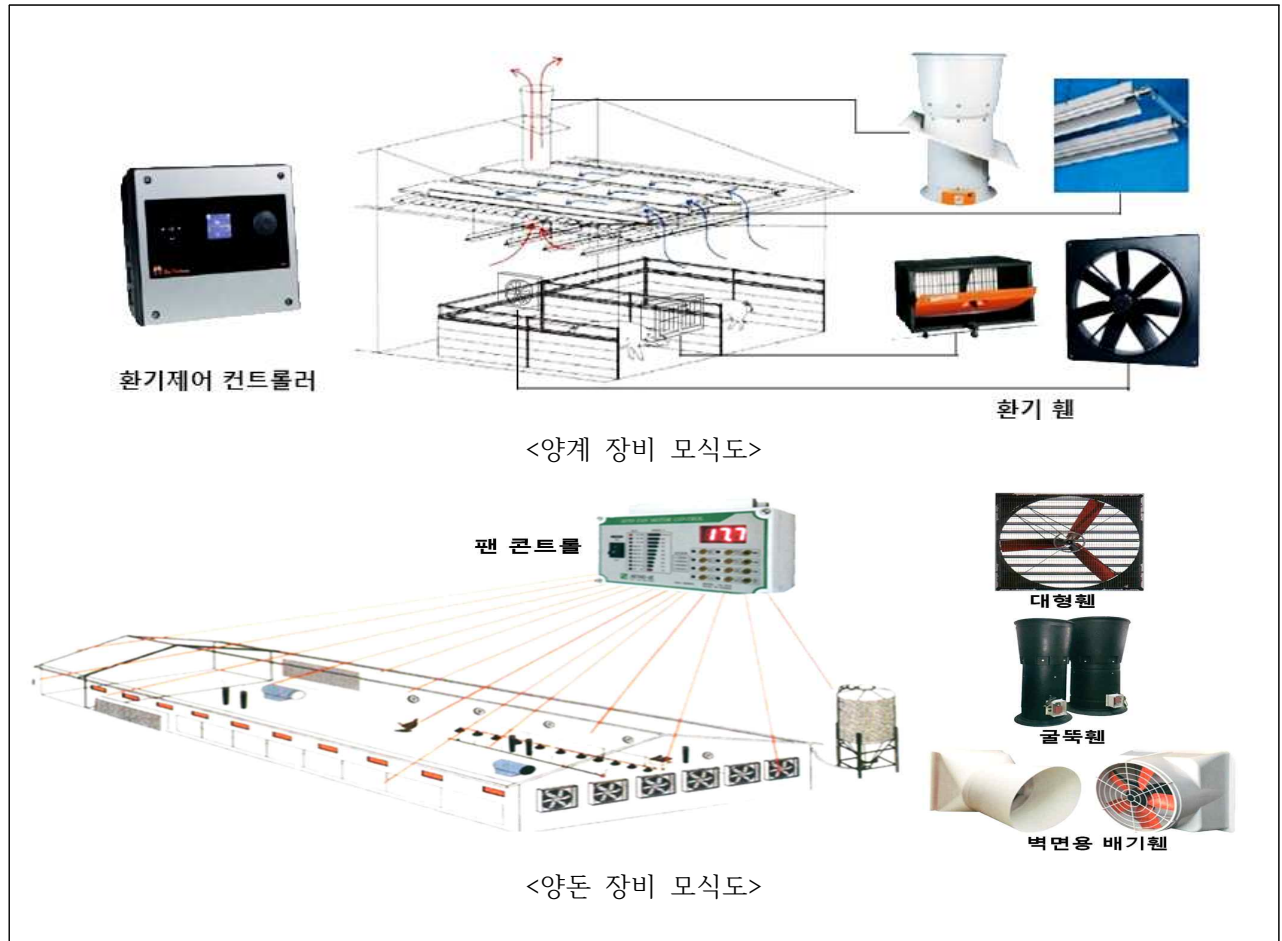 환기제어 컨트롤러
환기 휀
<양계 장비 모식도>
팬 콘트롤
17.7
대형휀
굴뚝휀
벽면용 배기휀
<양돈 장비 모식도>